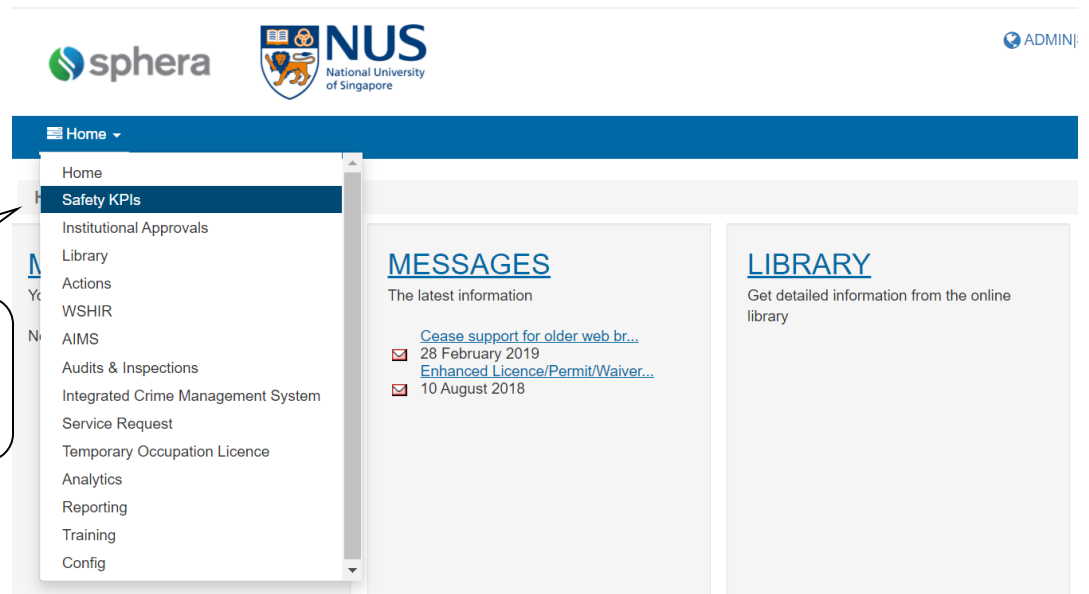 sphera
NUS
National University
of Singapore
ADMIN|
Home
Home
Safety KPIs
Institutional Approvals
Library
Actions
WSHIR
AIMS
Audits & Inspections
Integrated Crime Management System
Service Request
Temporary Occupation Licence
Analytics
Reporting
Training
Config
MESSAGES
The latest information
Cease support for older web br...
28 February 2019
Enhanced Licence/Permit/Waiver...
10 August 2018
LIBRARY
Get detailed information from the online
library